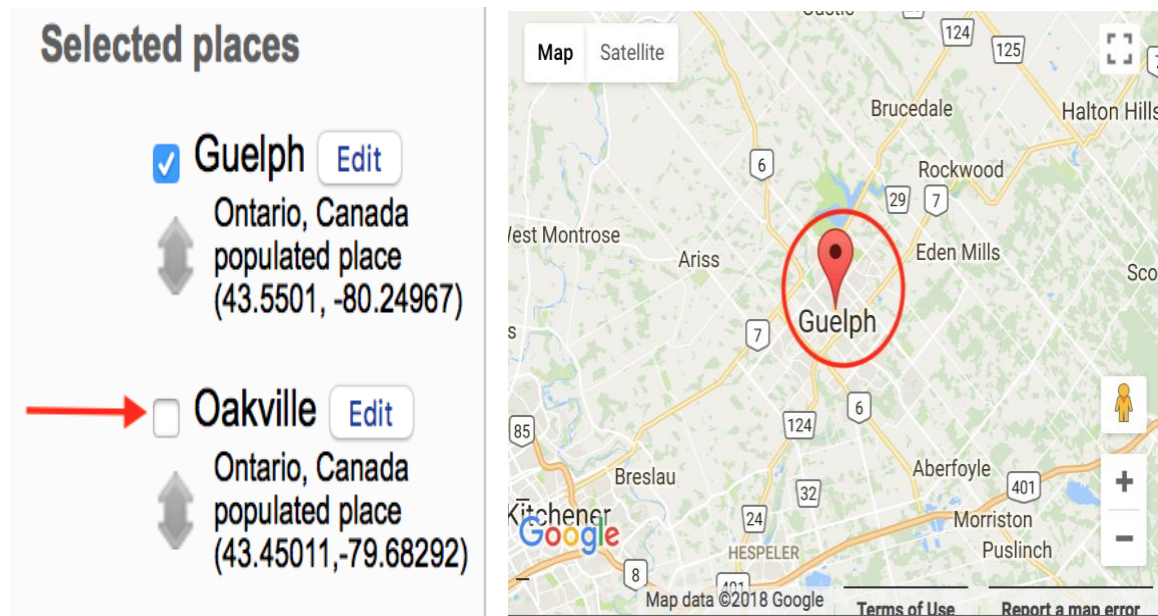 Selected places
Guelph Edit
Ontario, Canada
populated place
(43.5501, -80.24967)
Oakville Edit
Ontario, Canada
populated place
(43.45011,-79.68292)
Map Satellite
124
125
7
Brucedale
Halton Hills
6
Rockwood
29 7
West Montrose
Ariss
Eden Mills
Sco
Guelph
s
7
6
85
124
Breslau
Aberfoyle
401
32
Kitchener
24
Morriston
Google
HESPELER
Puslinch
8
401
Map data ©2018 Google Terms of Use Report a map error